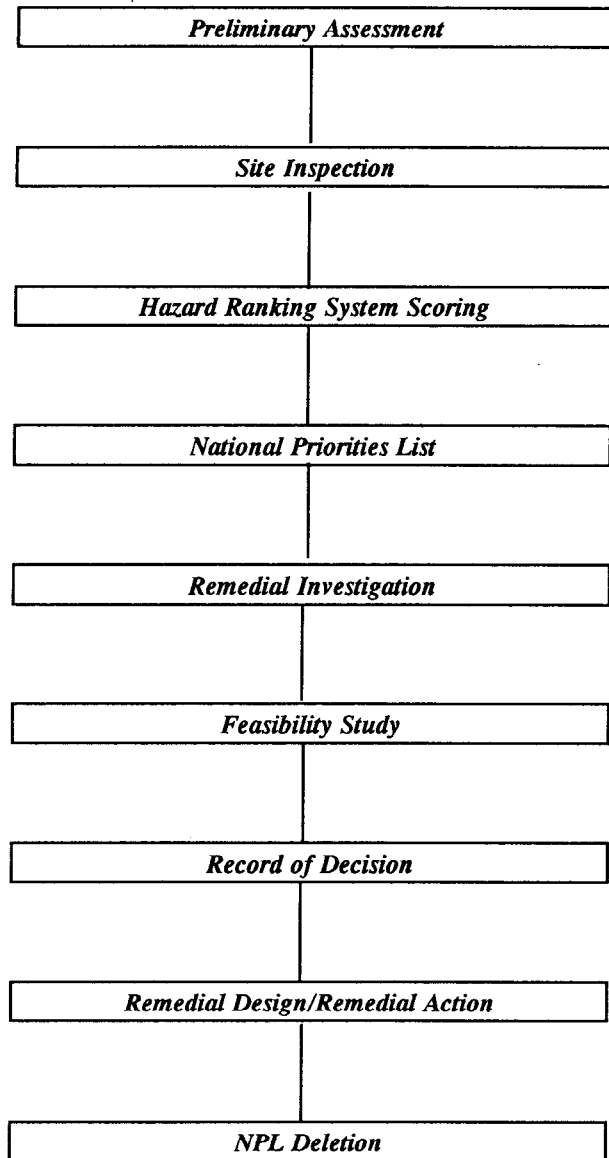 Preliminary Assessment
Site Inspection
Hazard Ranking System Scoring
National Priorities List
Remedial Investigation
Feasibility Study
Record of Decision
Remedial Design/Remedial Action
NPL Deletion